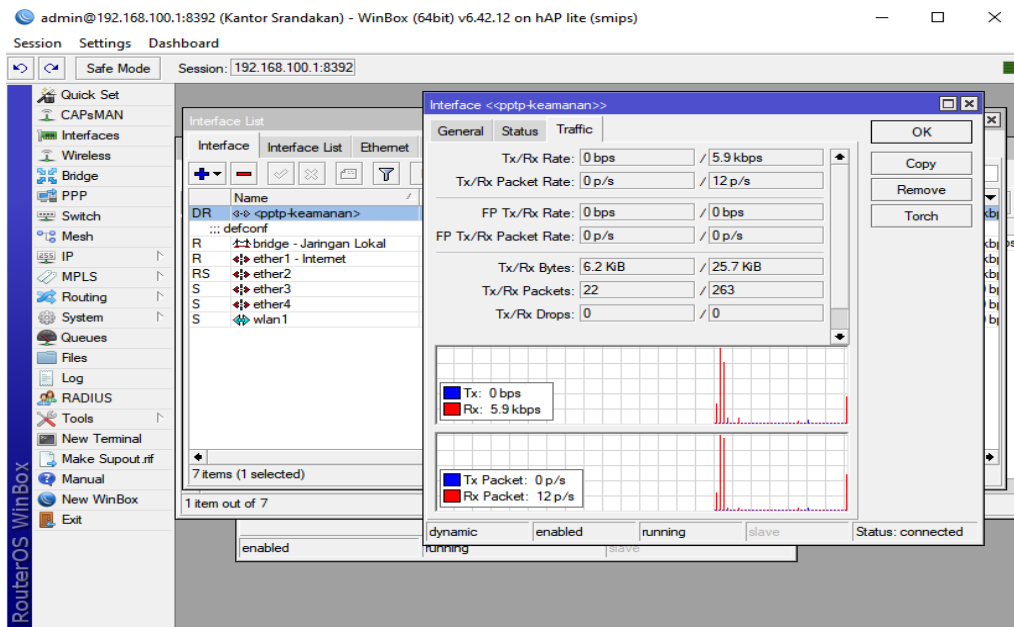 admin@192.168.100.1:8392 (Kantor Srandakan) - WinBox (64bit) v6.42.12 on hAP lite (smips)
Session Settings Dashboard
Safe Mode Session: 192.168.100.1:8392
Quick Set
CAPsMAN
Interfaces
Wireless
Bridge
PPP
Switch
Mesh
IP
MPLS
Routing
System
Queues
Files
Log
RADIUS
Tools
New Terminal
Make Supout.rif
Manual
New WinBox
Exit
RouterOS WinBox
Interface List
Interface Interface List Ethernet
Name
DR <pptp-keamanan>
::: defconf
R bridge - Jaringan Lokal
R ether1 - Internet
RS ether2
S ether3
S ether4
S wlan1
7 items (1 selected)
1 item out of 7
enabled running slave
Interface <<pptp-keamanan>>
General Status Traffic
Tx/Rx Rate: 0 bps / 5.9 kbps
Tx/Rx Packet Rate: 0 p/s / 12 p/s
FP Tx/Rx Rate: 0 bps / 0 bps
FP Tx/Rx Packet Rate: 0 p/s / 0 p/s
Tx/Rx Bytes: 6.2 KiB / 25.7 KiB
Tx/Rx Packets: 22 / 263
Tx/Rx Drops: 0 / 0
Tx: 0 bps
Rx: 5.9 kbps
Tx Packet: 0 p/s
Rx Packet: 12 p/s
dynamic enabled running slave Status: connected
OK
Copy
Remove
Torch